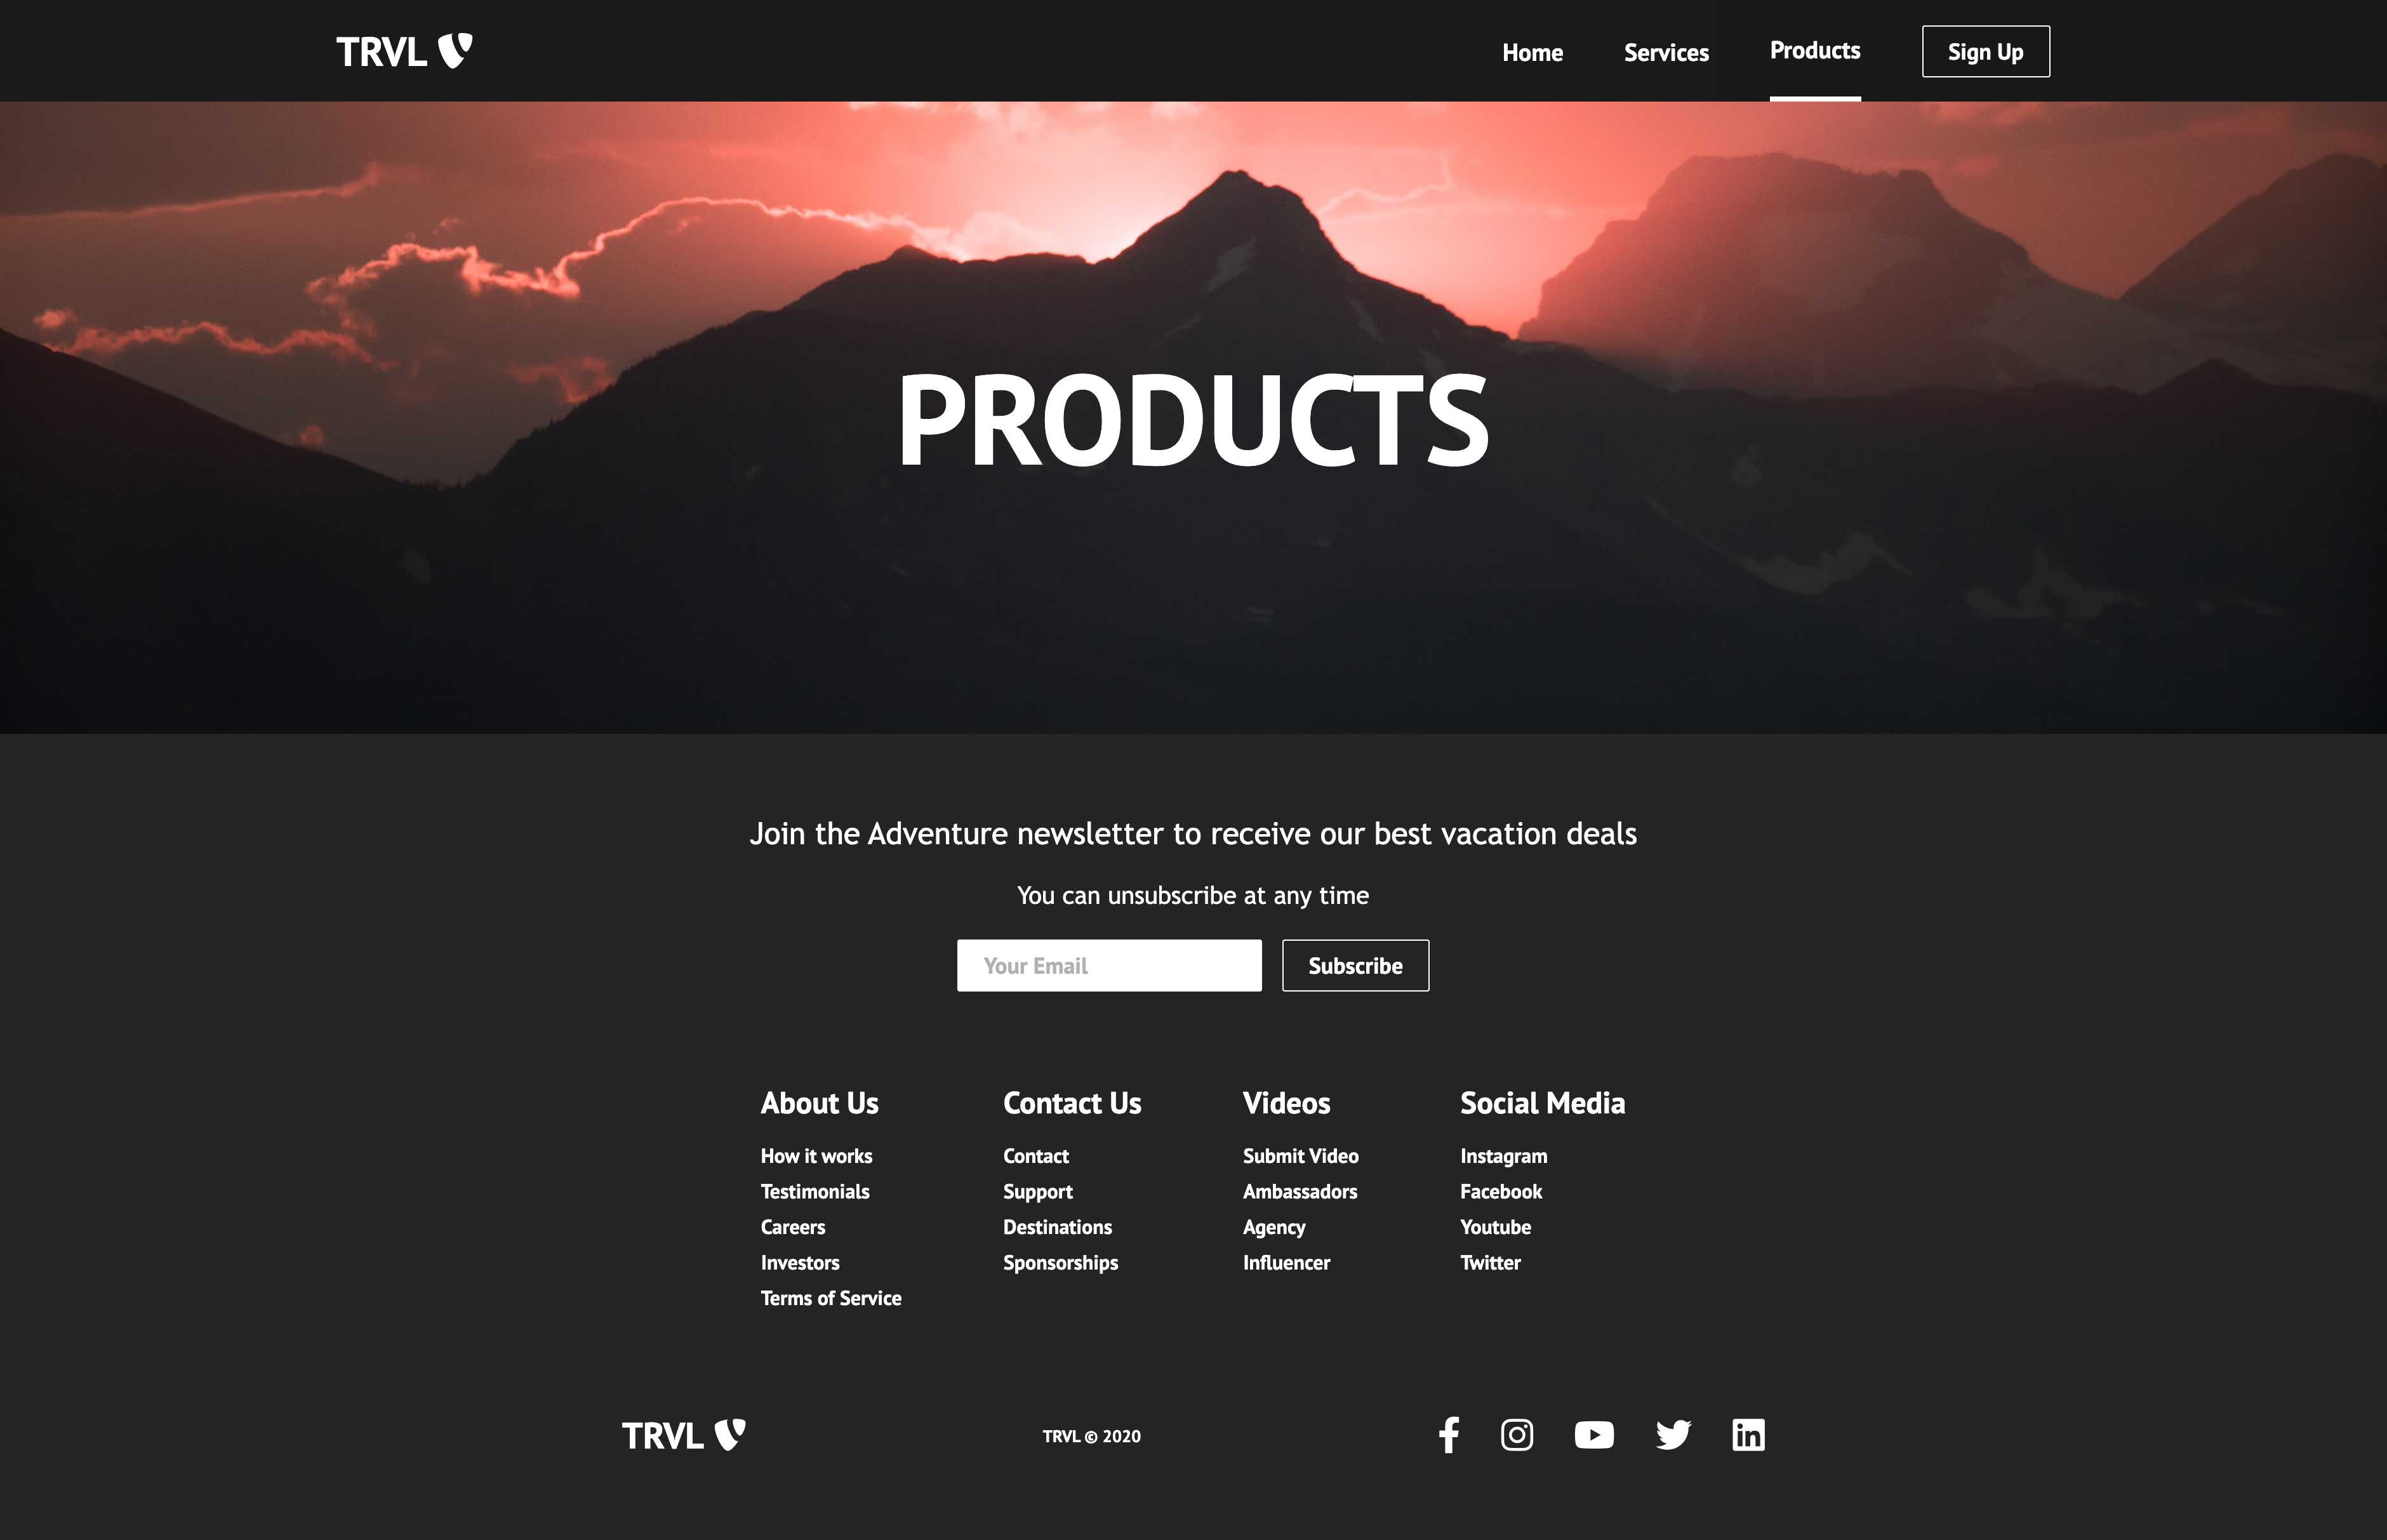 TRVL
Home Services Products Sign Up
PRODUCTS
Join the Adventure newsletter to receive our best vacation deals
You can unsubscribe at any time
Your Email Subscribe
About Us
How it works
Testimonials
Careers
Investors
Terms of Service
Contact Us
Contact
Support
Destinations
Sponsorships
Videos
Submit Video
Ambassadors
Agency
Influencer
Social Media
Instagram
Facebook
Youtube
Twitter
TRVL
TRVL © 2020